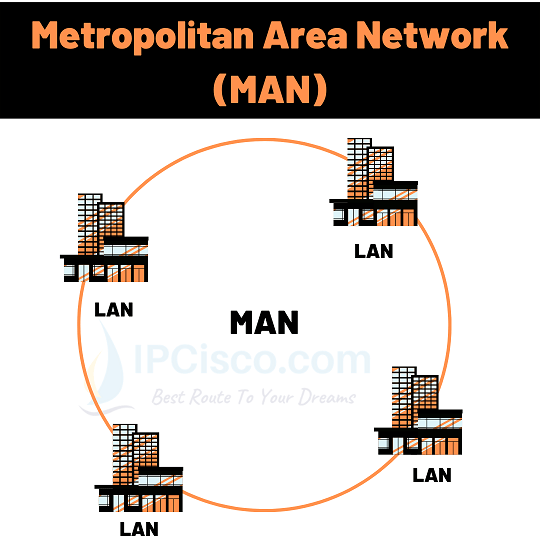 Metropolitan Area Network
(MAN)
LAN
LAN
MAN
IPCisco.com
Best Route To Your Dreams
LAN
LAN